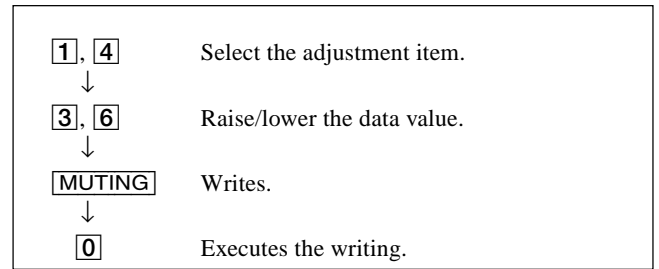 1, 4 Select the adjustment item.
↓
3, 6 Raise/lower the data value.
↓
MUTING Writes.
↓
0 Executes the writing.